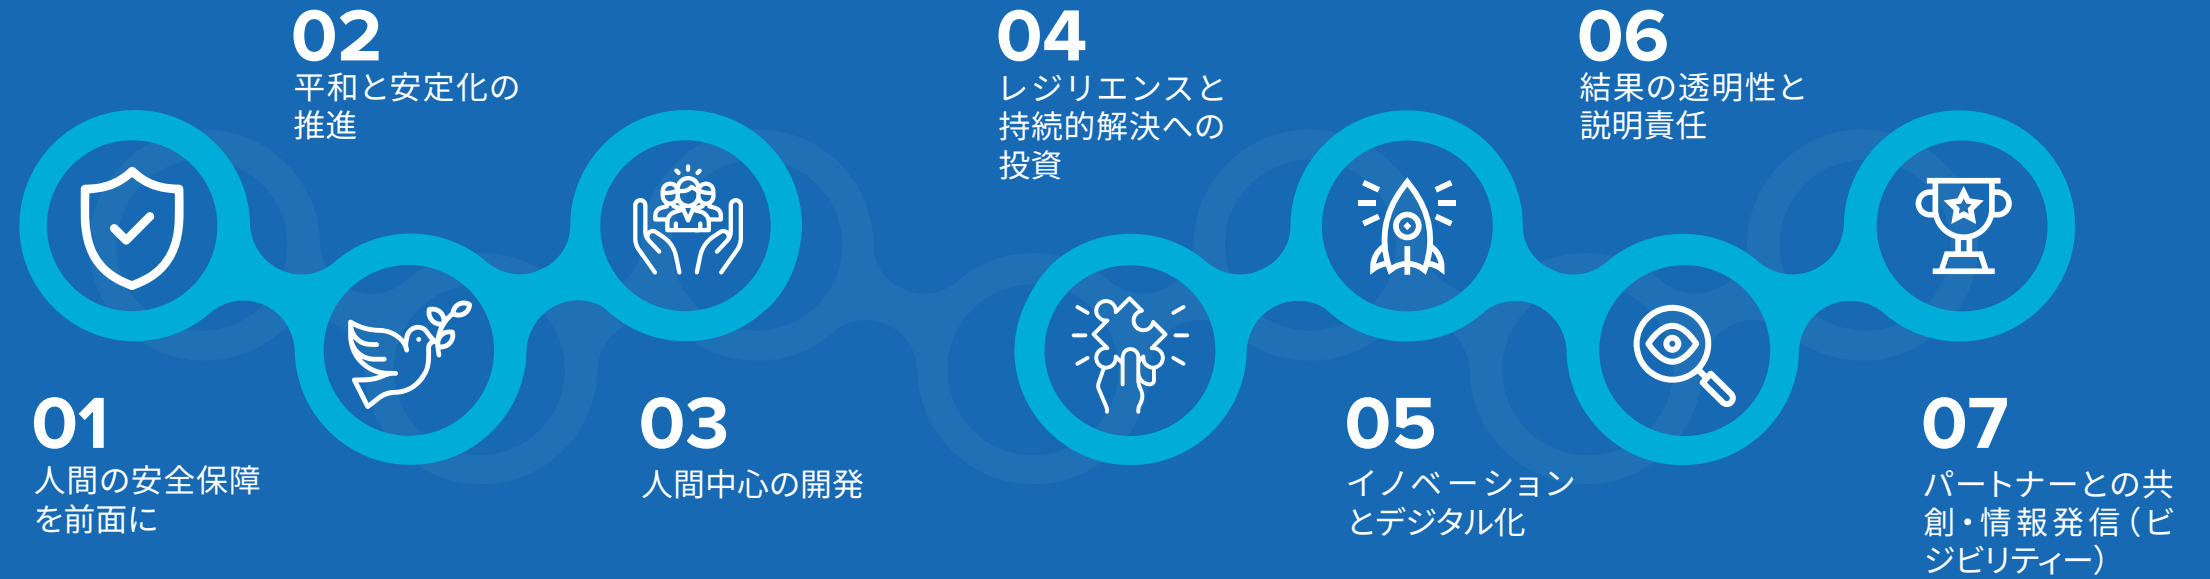 01
人間の安全保障
を前面に
02
平和と安定化の
推進
03
人間中心の開発
04
レジリエンスと
持続的解決への
投資
05
イノベーション
とデジタル化
06
結果の透明性と
説明責任
07
パートナーとの共
創・情報発信(ビ
ジビリティー)